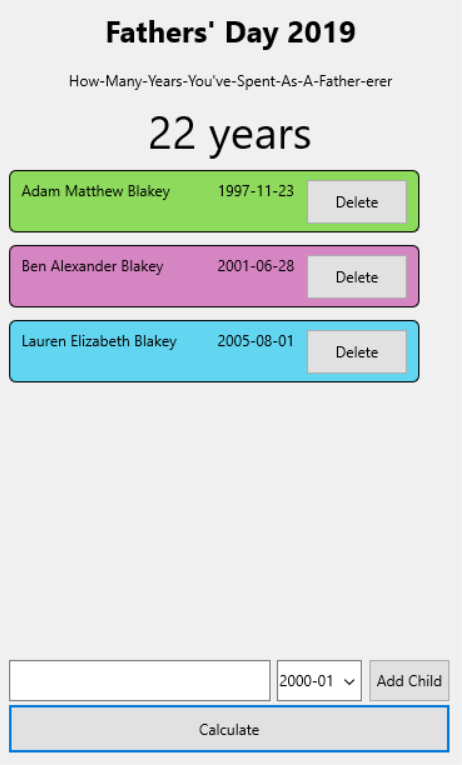 Fathers' Day 2019
How-Many-Years-You've-Spent-As-A-Father-erer
22 years
Adam Matthew Blakey 1997-11-23 Delete
Ben Alexander Blakey 2001-06-28 Delete
Lauren Elizabeth Blakey 2005-08-01 Delete
2000-01 Add Child
Calculate